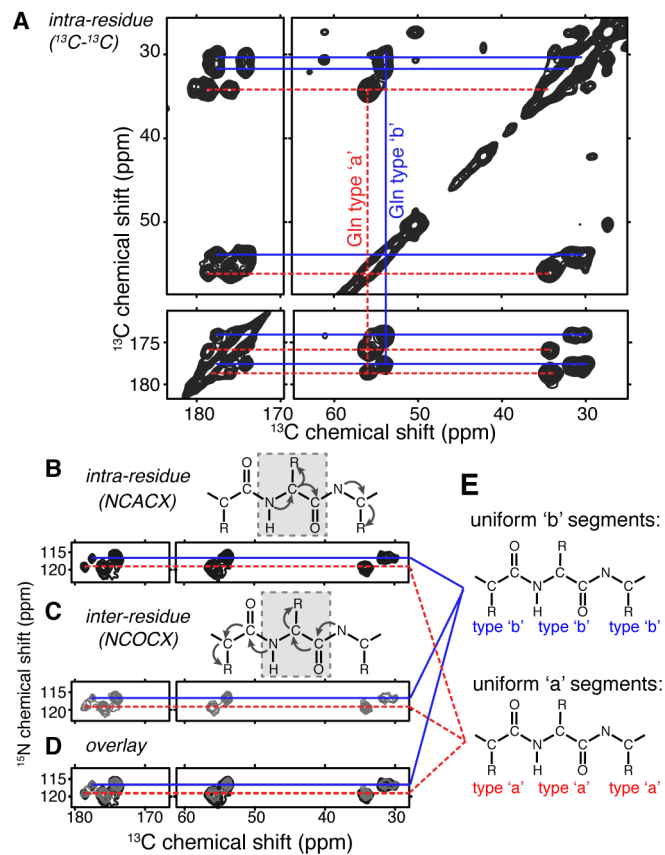 A
intra-residue
(¹³C-¹³C)
30
40
50
175
180
¹³C chemical shift (ppm)
Gln type 'a'
Gln type 'b'
180
170
60
50
40
30
¹³C chemical shift (ppm)
B
intra-residue
(NCACX)
O
R
N
H
C
C
O
N
C
R
R
115
120
C
inter-residue
(NCOCX)
O
R
C
C
N
H
C
C
O
N
R
R
115
120
D
overlay
115
120
¹⁵N chemical shift (ppm)
180
170
60
50
40
30
¹³C chemical shift (ppm)
E
uniform 'b' segments:
O
R
N
C
C
C
N
C
R
H
O
R
type 'b'
type 'b'
type 'b'
uniform 'a' segments:
O
R
N
C
C
C
N
C
R
H
O
R
type 'a'
type 'a'
type 'a'